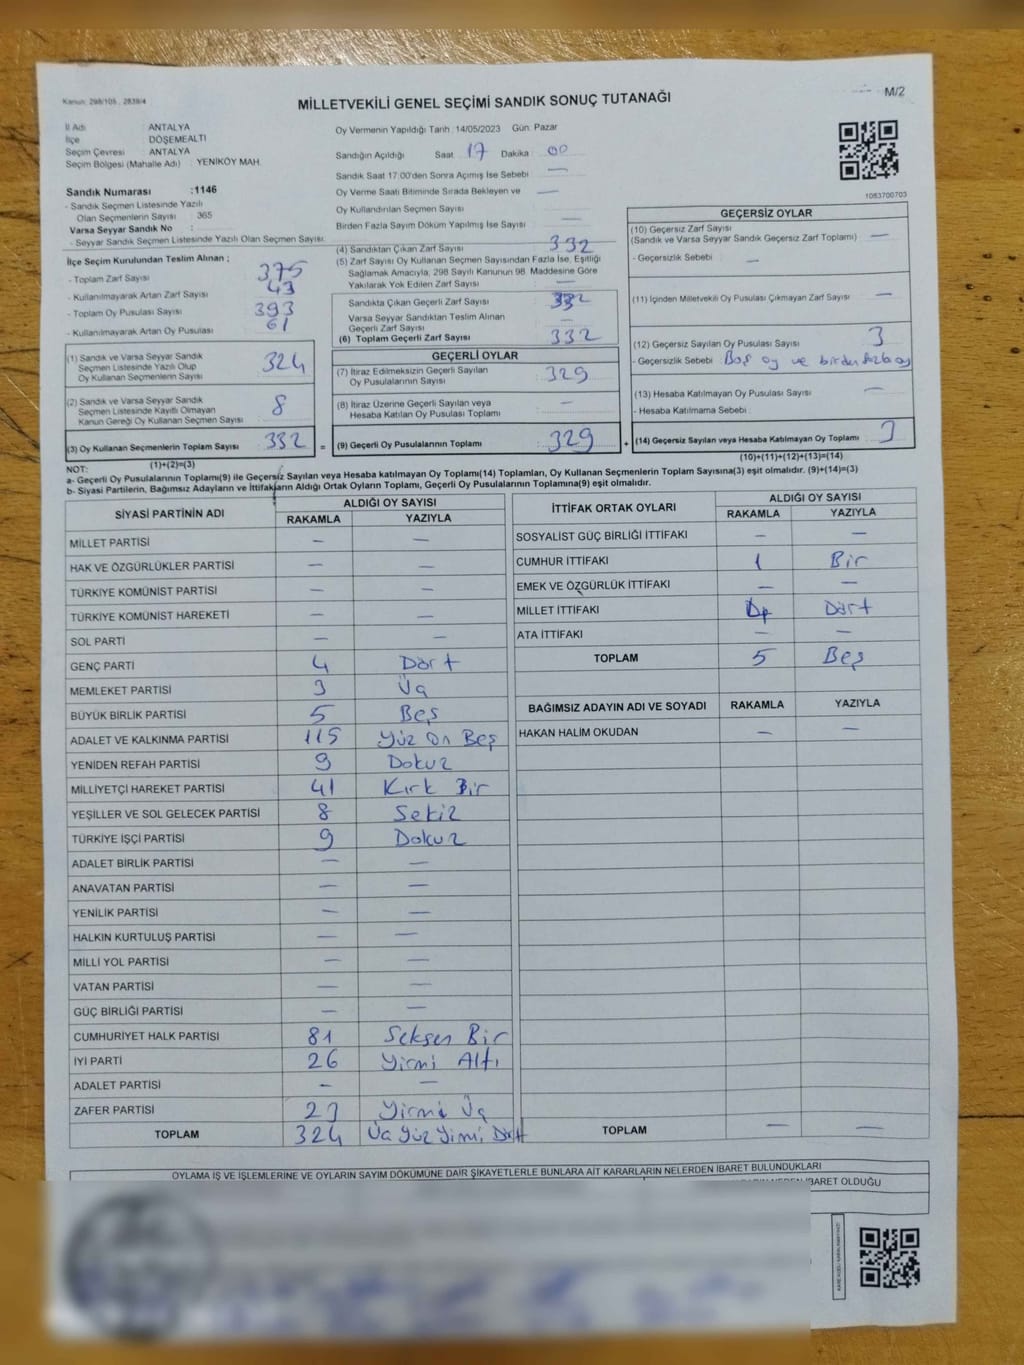 Kanun: 298/105 , 2839/4
MİLLETVEKİLİ GENEL SEÇİMİ SANDIK SONUÇ TUTANAĞI
M/2
İl Adı ANTALYA
İlçe DÖŞEMEALTI
Seçim Çevresi : ANTALYA
Seçim Bölgesi (Mahalle Adı) : YENİKÖY MAH.
Oy Vermenin Yapıldığı Tarih :14/05/2023 Gün: Pazar
Sandığın Açıldığı Saat : 17 Dakika : 00
Sandık Saat 17:00'den Sonra Açımış İse Sebebi —
Oy Verme Saati Bitiminde Sırada Bekleyen ve
Oy Kullandırılan Seçmen Sayısı —
Birden Fazla Sayım Döküm Yapılmış İse Sayısı —
1083700703
Sandık Numarası :1146
- Sandık Seçmen Listesinde Yazılı
Olan Seçmenlerin Sayısı : 365
Varsa Seyyar Sandık No :
- Seyyar Sandık Seçmen Listesinde Yazılı Olan Seçmen Sayısı:
İlçe Seçim Kurulundan Teslim Alınan ;
- Toplam Zarf Sayısı 375
- Kullanılmayarak Artan Zarf Sayısı 43
- Toplam Oy Pusulası Sayısı 393
- Kullanılmayarak Artan Oy Pusulası 61
(1) Sandık ve Varsa Seyyar Sandık
Seçmen Listesinde Yazılı Olup
Oy Kullanan Seçmenlerin Sayısı 324
(2) Sandık ve Varsa Seyyar Sandık
Seçmen Listesinde Kayıtlı Olmayan
Kanun Gereği Oy Kullanan Seçmen Sayısı 8
(3) Oy Kullanan Seçmenlerin Toplam Sayısı 332 =
(1)+(2)=(3)
(4) Sandıktan Çıkan Zarf Sayısı 332
(5) Zarf Sayısı Oy Kullanan Seçmen Sayısından Fazla İse, Eşitliği
Sağlamak Amacıyla, 298 Sayılı Kanunun 98. Maddesine Göre
Yakılarak Yok Edilen Zarf Sayısı —
Sandıkta Çıkan Geçerli Zarf Sayısı 332
Varsa Seyyar Sandıktan Teslim Alınan
Geçerli Zarf Sayısı —
(6) Toplam Geçerli Zarf Sayısı 332
GEÇERLİ OYLAR
(7) İtiraz Edilmeksizin Geçerli Sayılan
Oy Pusulalarının Sayısı 329
(8) İtiraz Üzerine Geçerli Sayılan veya
Hesaba Katılan Oy Pusulası Toplamı —
(9) Geçerli Oy Pusulalarının Toplamı 329 +
GEÇERSİZ OYLAR
(10) Geçersiz Zarf Sayısı
(Sandık ve Varsa Seyyar Sandık Geçersiz Zarf Toplamı) —
- Geçersizlik Sebebi : —
(11) İçinden Milletvekili Oy Pusulası Çıkmayan Zarf Sayısı —
(12) Geçersiz Sayılan Oy Pusulası Sayısı 3
- Geçersizlik Sebebi : Boş oy ve birden fazla oy
(13) Hesaba Katılmayan Oy Pusulası Sayısı —
- Hesaba Katılmama Sebebi :
(14) Geçersiz Sayılan veya Hesaba Katılmayan Oy Toplamı 3
(10)+(11)+(12)+(13)=(14)
NOT:
a- Geçerli Oy Pusulalarının Toplamı(9) ile Geçersiz Sayılan veya Hesaba katılmayan Oy Toplamı(14) Toplamları, Oy Kullanan Seçmenlerin Toplam Sayısına(3) eşit olmalıdır. (9)+(14)=(3)
b- Siyasi Partilerin, Bağımsız Adayların ve İttifakların Aldığı Ortak Oyların Toplamı, Geçerli Oy Pusulalarının Toplamına(9) eşit olmalıdır.
SİYASİ PARTİNİN ADI ALDIĞI OY SAYISI
RAKAMLA YAZIYLA
MİLLET PARTİSİ — —
HAK VE ÖZGÜRLÜKLER PARTİSİ — —
TÜRKİYE KOMÜNİST PARTİSİ — —
TÜRKİYE KOMÜNİST HAREKETİ — —
SOL PARTİ — —
GENÇ PARTİ 4 Dört
MEMLEKET PARTİSİ 3 Üç
BÜYÜK BİRLİK PARTİSİ 5 Beş
ADALET VE KALKINMA PARTİSİ 115 Yüz On Beş
YENİDEN REFAH PARTİSİ 9 Dokuz
MİLLİYETÇİ HAREKET PARTİSİ 41 Kırk Bir
YEŞİLLER VE SOL GELECEK PARTİSİ 8 Sekiz
TÜRKİYE İŞÇİ PARTİSİ 9 Dokuz
ADALET BİRLİK PARTİSİ — —
ANAVATAN PARTİSİ — —
YENİLİK PARTİSİ — —
HALKIN KURTULUŞ PARTİSİ — —
MİLLİ YOL PARTİSİ — —
VATAN PARTİSİ — —
GÜÇ BİRLİĞİ PARTİSİ — —
CUMHURİYET HALK PARTİSİ 81 Seksen Bir
İYİ PARTİ 26 Yirmi Altı
ADALET PARTİSİ — —
ZAFER PARTİSİ 23 Yirmi Üç
TOPLAM 324 Üç Yüz Yirmi Dört
İTTİFAK ORTAK OYLARI ALDIĞI OY SAYISI
RAKAMLA YAZIYLA
SOSYALİST GÜÇ BİRLİĞİ İTTİFAKI — —
CUMHUR İTTİFAKI 1 Bir
EMEK VE ÖZGÜRLÜK İTTİFAKI — —
MİLLET İTTİFAKI 4 Dört
ATA İTTİFAKI — —
TOPLAM 5 Beş
BAĞIMSIZ ADAYIN ADI VE SOYADI RAKAMLA YAZIYLA
HAKAN HALİM OKUDAN — —
TOPLAM — —
OYLAMA İŞ VE İŞLEMLERİNE VE OYLARIN SAYIM DÖKÜMÜNE DAİR ŞİKAYETLERLE BUNLARA AİT KARARLARIN NELERDEN İBARET BULUNDUKLARI
İBARET OLDUĞU